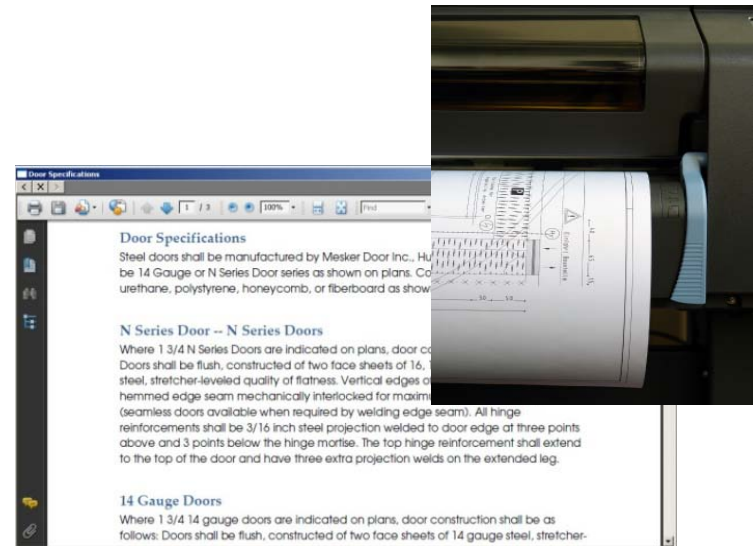 Door Specifications
1 / 3 100% Find
Door Specifications
Steel doors shall be manufactured by Mesker Door Inc.,
be 14 Gauge or N Series Door series as shown on plans.
urethane, polystyrene, honeycomb, or fiberboard as
N Series Door -- N Series Doors
Where 1 3/4 N Series Doors are indicated on plans, door
Doors shall be flush, constructed of two face sheets of 16,
steel, stretcher-leveled quality of flatness. Vertical edges
hemmed edge seam mechanically interlocked for
(seamless doors available when required by welding edge seam). All hinge
reinforcements shall be 3/16 inch steel projection welded to door edge at three points
above and 3 points below the hinge mortise. The top hinge reinforcement shall extend
to the top of the door and have three extra projection welds on the extended leg.
14 Gauge Doors
Where 1 3/4 14 gauge doors are indicated on plans, door construction shall be as
follows: Doors shall be flush, constructed of two face sheets of 14 gauge steel, stretcher-
P